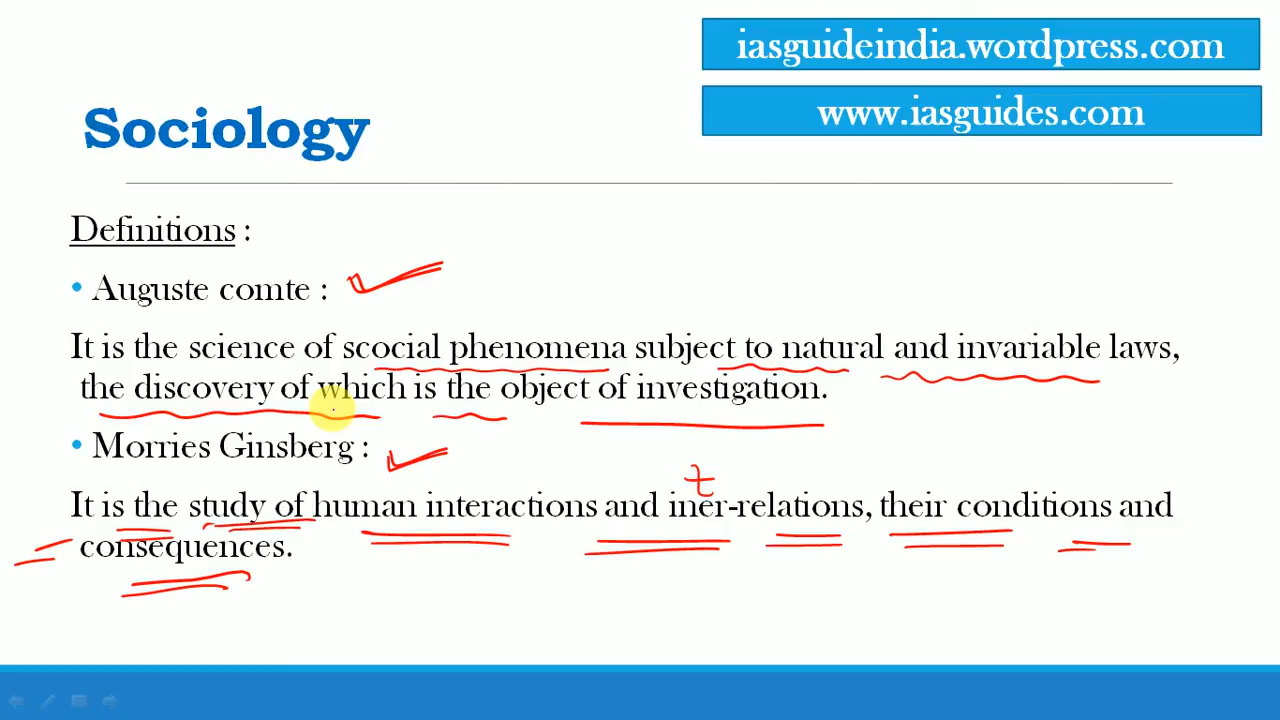 iasguideindia.wordpress.com
www.iasguides.com
Sociology
Definitions :
• Auguste comte :
It is the science of scocial phenomena subject to natural and invariable laws,
the discovery of which is the object of investigation.
• Morries Ginsberg :
t
It is the study of human interactions and iner-relations, their conditions and
consequences.